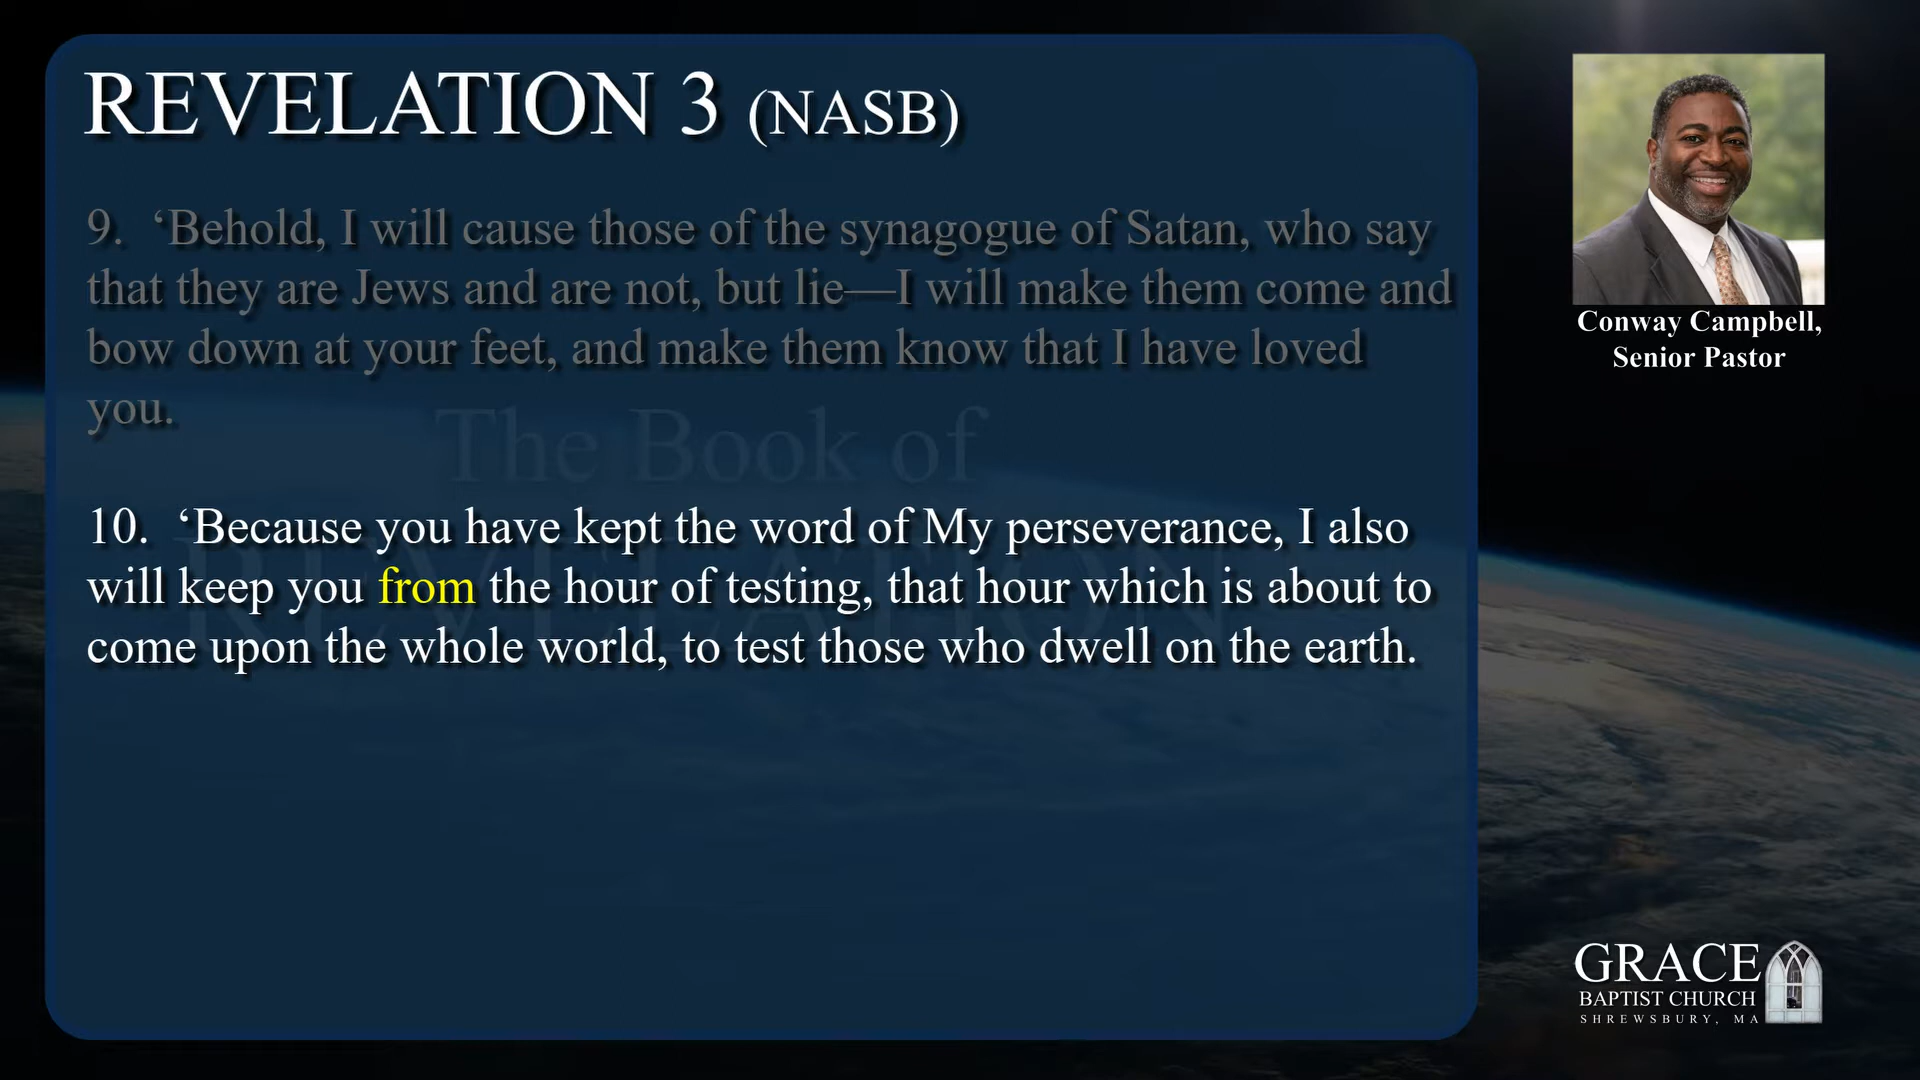 REVELATION 3 (NASB)
9. ‘Behold, I will cause those of the synagogue of Satan, who say
that they are Jews and are not, but lie—I will make them come and
bow down at your feet, and make them know that I have loved
you.
The Book of
REVELATION
10. ‘Because you have kept the word of My perseverance, I also
will keep you from the hour of testing, that hour which is about to
come upon the whole world, to test those who dwell on the earth.
Conway Campbell,
Senior Pastor
GRACE
BAPTIST CHURCH
SHREWSBURY, MA